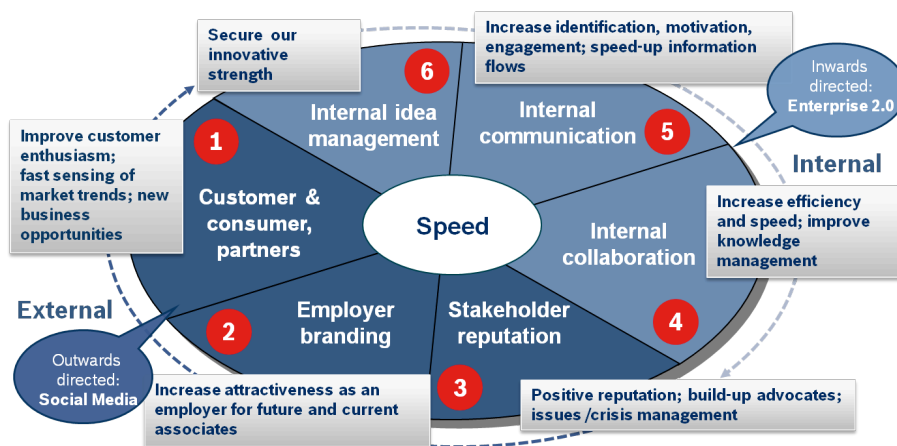 Secure our
innovative
strength
Increase identification, motivation,
engagement; speed-up information
flows
6
Internal idea
management
Internal
communication
5
Inwards
directed:
Enterprise 2.0
Internal
1
Improve customer
enthusiasm;
fast sensing of
market trends; new
business
opportunities
Customer &
consumer,
partners
Speed
Internal
collaboration
4
Increase efficiency
and speed; improve
knowledge
management
External
Outwards
directed:
Social Media
2
Employer
branding
Stakeholder
reputation
3
Increase attractiveness as an
employer for future and current
associates
Positive reputation; build-up advocates;
issues /crisis management